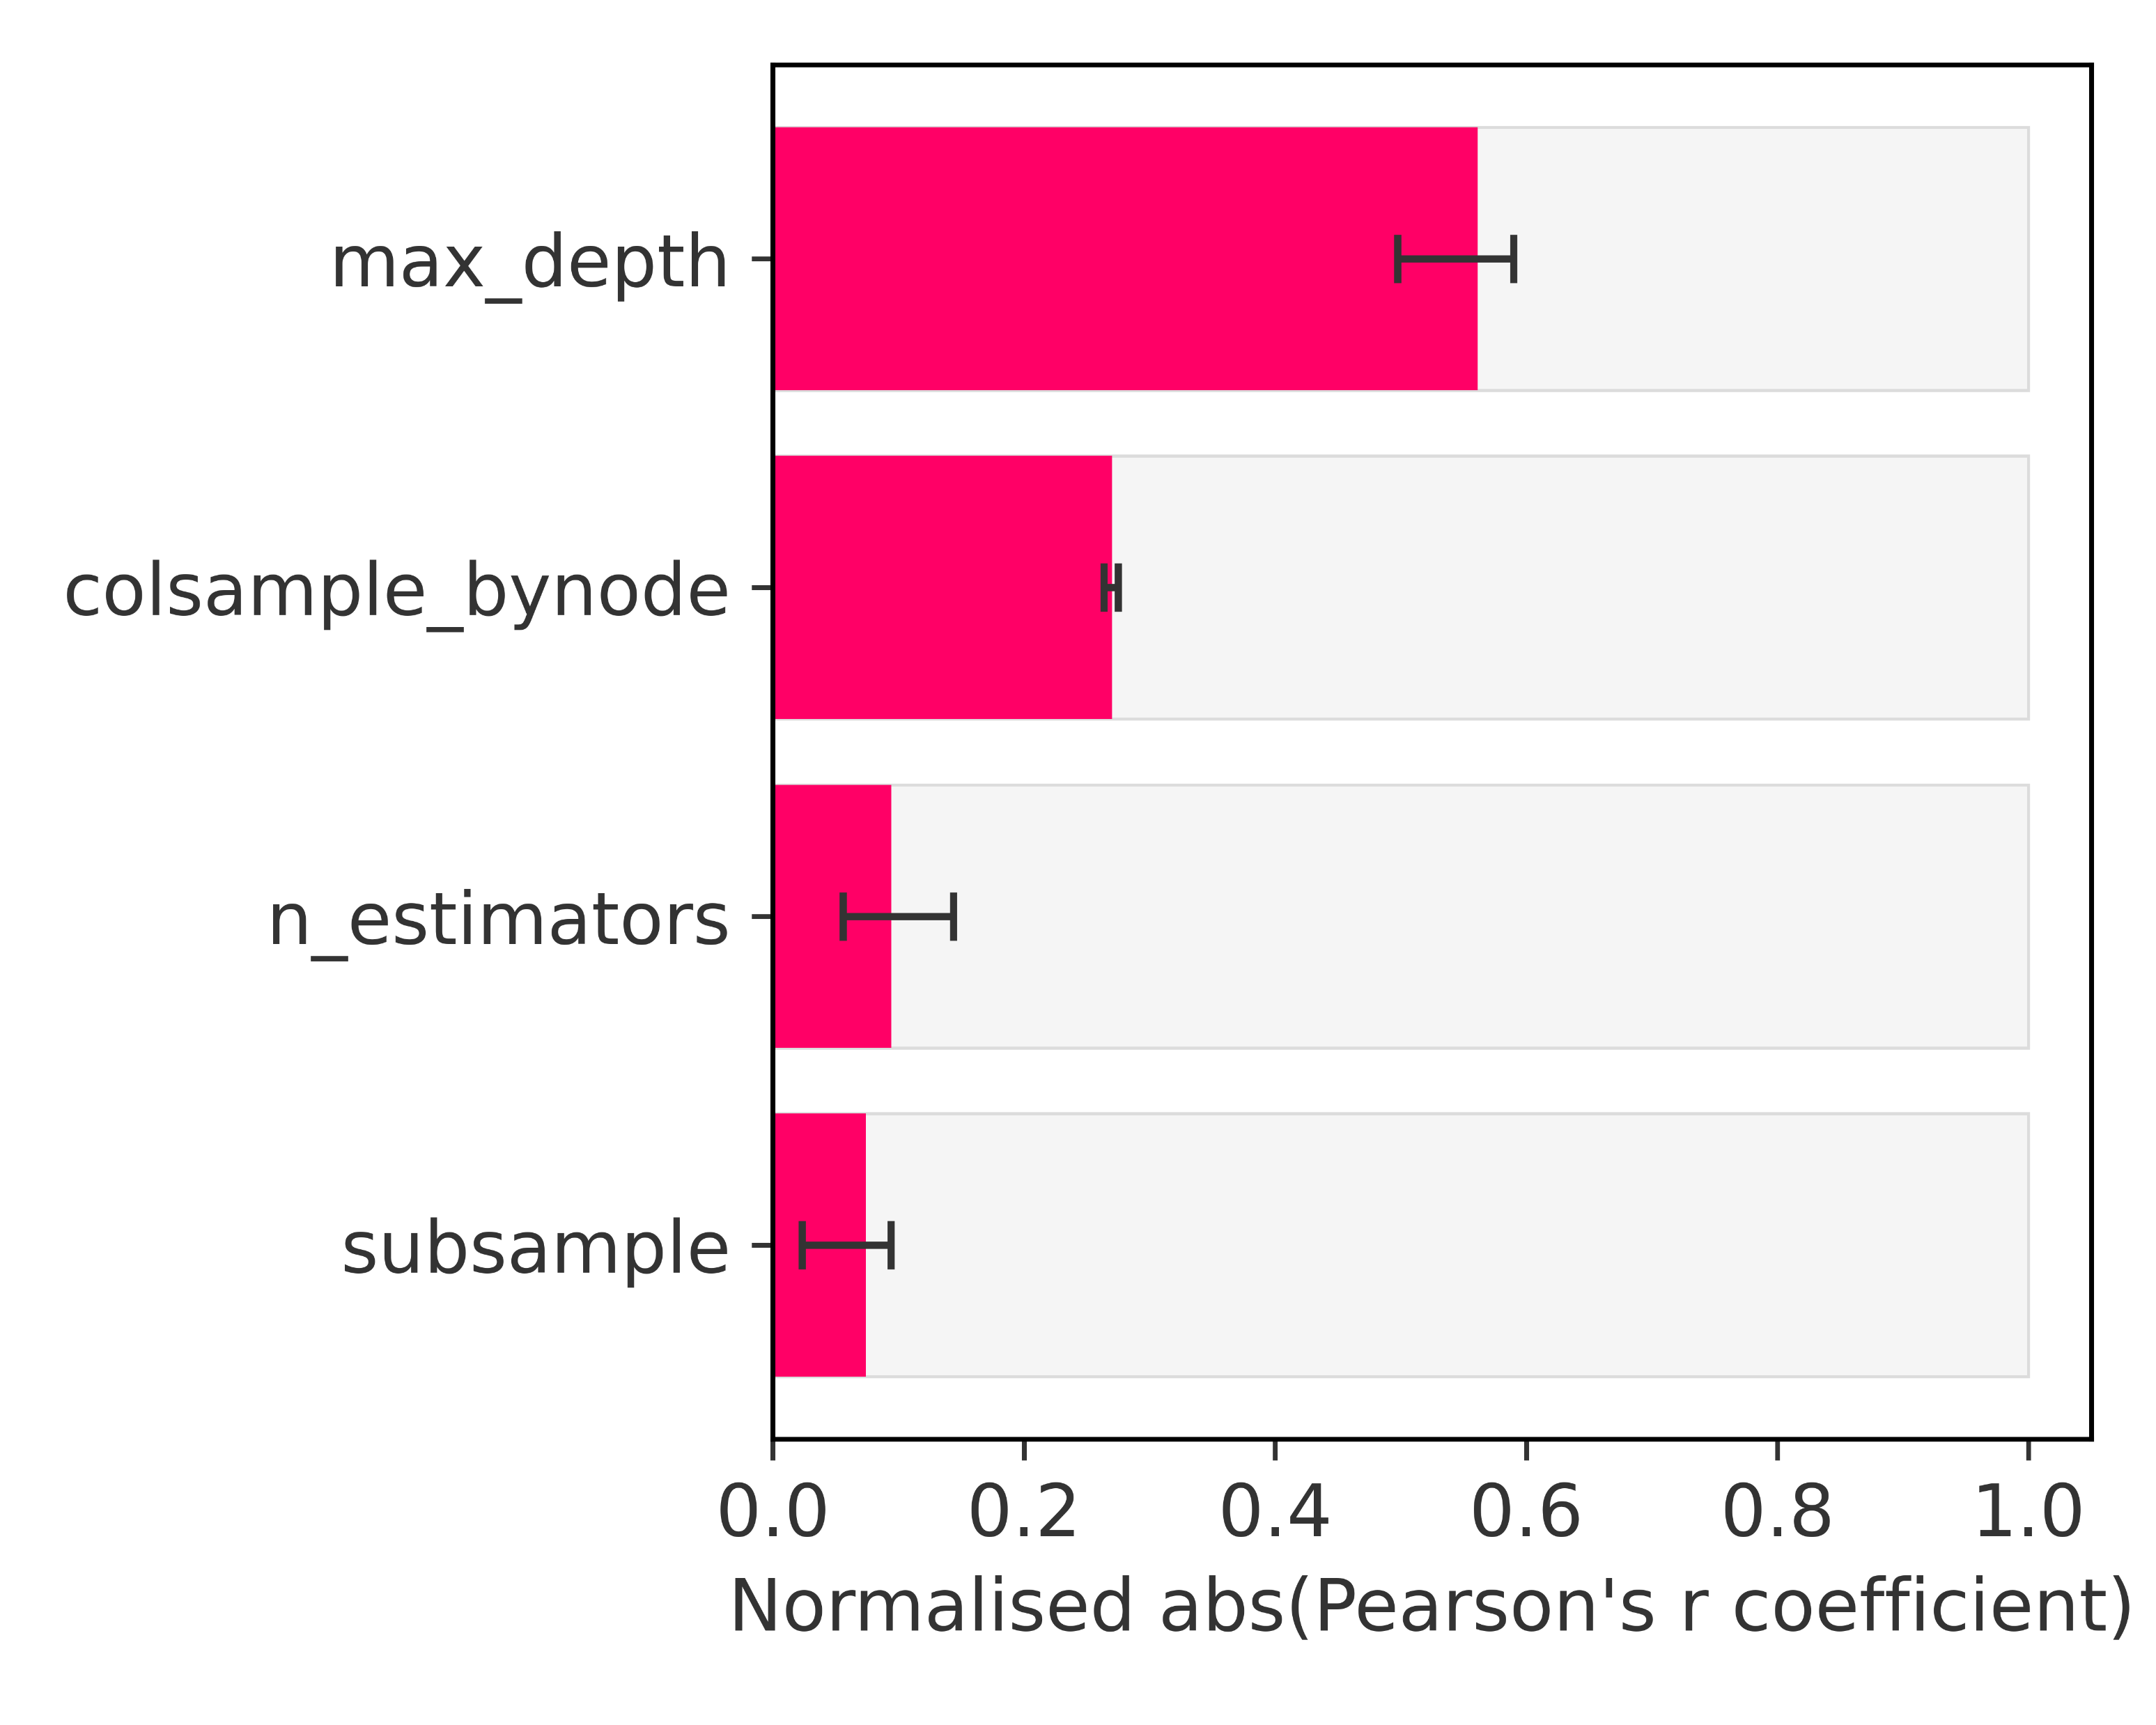 max_depth
colsample_bynode
n_estimators
subsample
0.0 0.2 0.4 0.6 0.8 1.0
Normalised abs(Pearson's r coefficient)